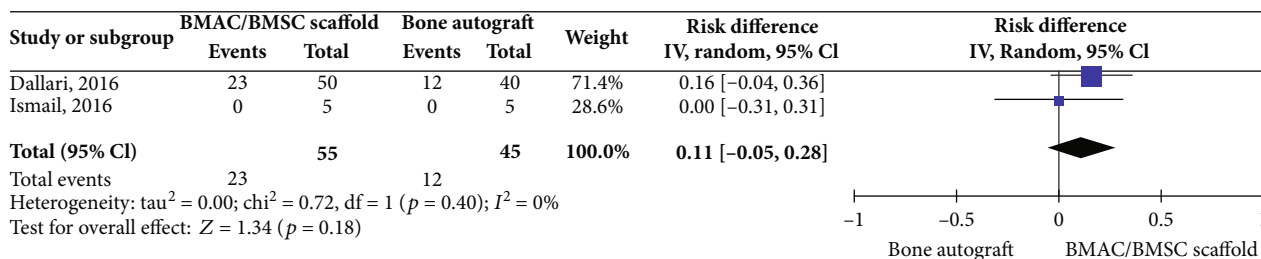 Study or subgroup BMAC/BMSC scaffold Bone autograft Weight Risk difference Risk difference
Events Total Events Total IV, random, 95% Cl IV, Random, 95% Cl
Dallari, 2016 23 50 12 40 71.4% 0.16 [−0.04, 0.36]
Ismail, 2016 0 5 0 5 28.6% 0.00 [−0.31, 0.31]
Total (95% Cl) 55 45 100.0% 0.11 [−0.05, 0.28]
Total events 23 12
Heterogeneity: tau² = 0.00; chi² = 0.72, df = 1 (p = 0.40); I² = 0%
Test for overall effect: Z = 1.34 (p = 0.18)
−1 −0.5 0 0.5
Bone autograft BMAC/BMSC scaffold